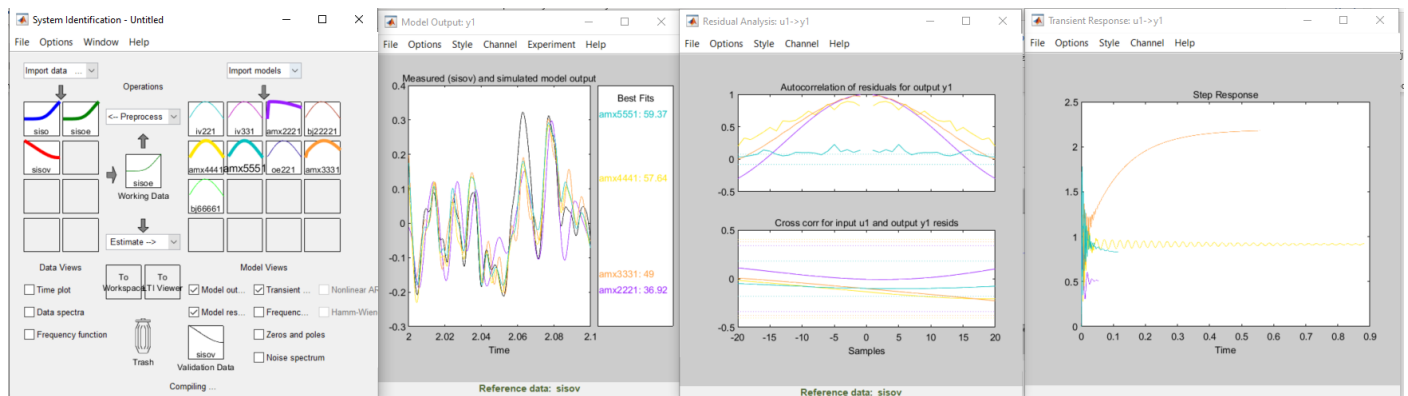 System Identification - Untitled
File Options Window Help
Import data ...
Import models
Operations
<-- Preprocess
siso
sisoe
sisov
sisoe
Working Data
Estimate -->
iv221
iv331
amx2221
bj22221
amx4441
amx5551
oe221
amx3331
bj66661
Data Views
Model Views
To
Workspace
To
LTI Viewer
Time plot
Data spectra
Frequency function
Model out...
Transient ...
Nonlinear AR
Model res...
Frequenc...
Hamm-Wien
Zeros and poles
Noise spectrum
Trash
sisov
Validation Data
Compiling ...
Model Output: y1
File Options Style Channel Experiment Help
Measured (sisov) and simulated model output
0.4
0.3
0.2
0.1
0
-0.1
-0.2
-0.3
2 2.02 2.04 2.06 2.08 2.1
Time
Best Fits
amx5551: 59.37
amx4441: 57.64
amx3331: 49
amx2221: 36.92
Reference data: sisov
Residual Analysis: u1->y1
File Options Style Channel Help
Autocorrelation of residuals for output y1
1
0.5
0
-0.5
Cross corr for input u1 and output y1 resids
0.5
0
-0.5
-20 -15 -10 -5 0 5 10 15 20
Samples
Reference data: sisov
Transient Response: u1->y1
File Options Style Channel Help
Step Response
2.5
2
1.5
1
0.5
0
0 0.1 0.2 0.3 0.4 0.5 0.6 0.7 0.8 0.9
Time